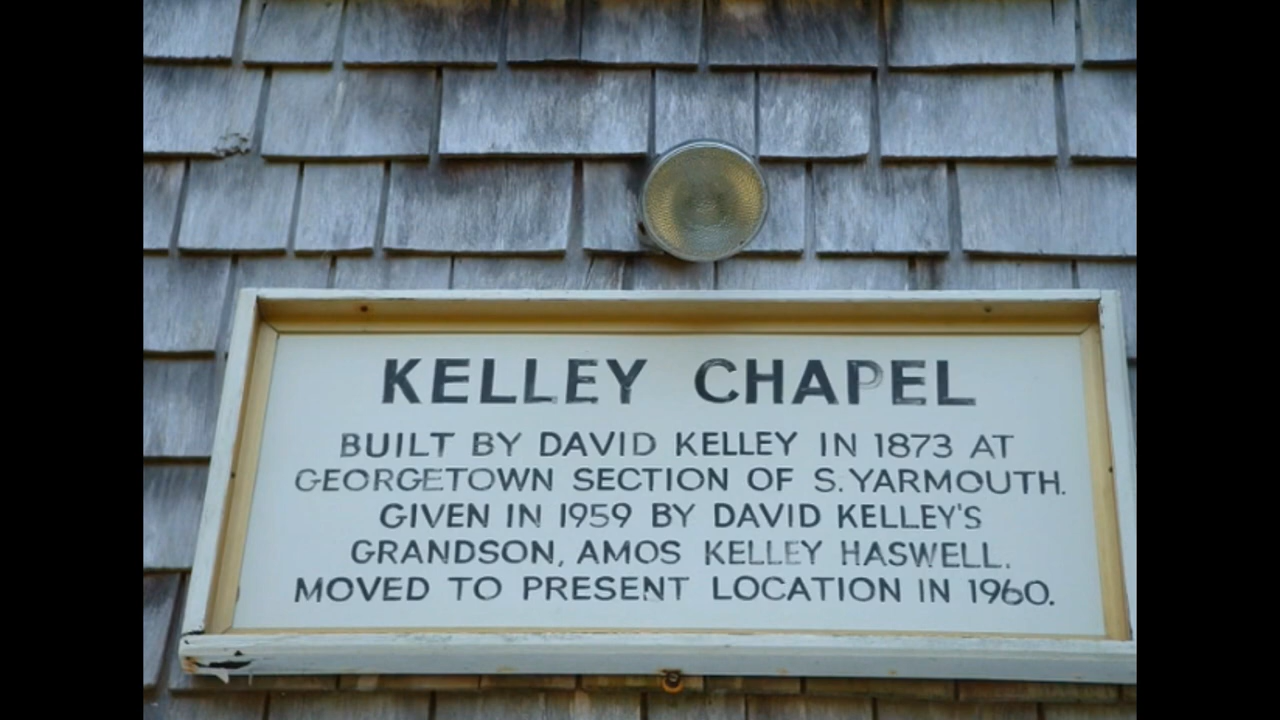 KELLEY CHAPEL
BUILT BY DAVID KELLEY IN 1873 AT
GEORGETOWN SECTION OF S. YARMOUTH.
GIVEN IN 1959 BY DAVID KELLEY'S
GRANDSON, AMOS KELLEY HASWELL.
MOVED TO PRESENT LOCATION IN 1960.